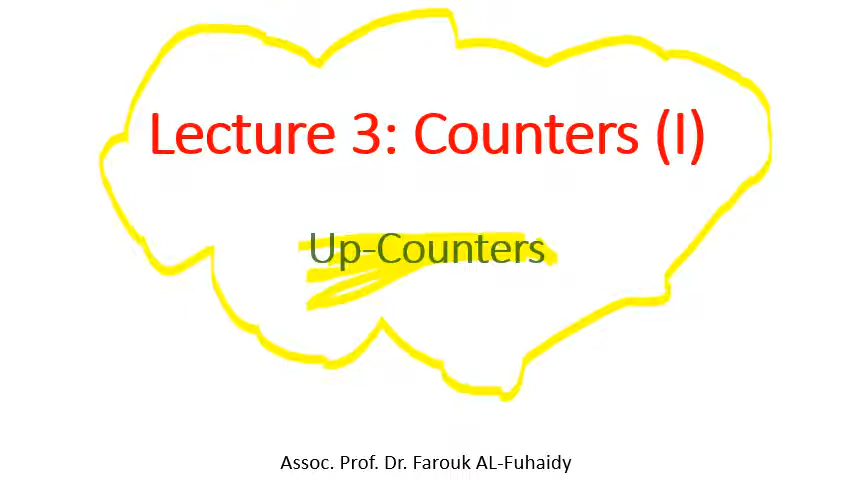 Lecture 3: Counters (I)
Up-Counters
Assoc. Prof. Dr. Farouk AL-Fuhaidy